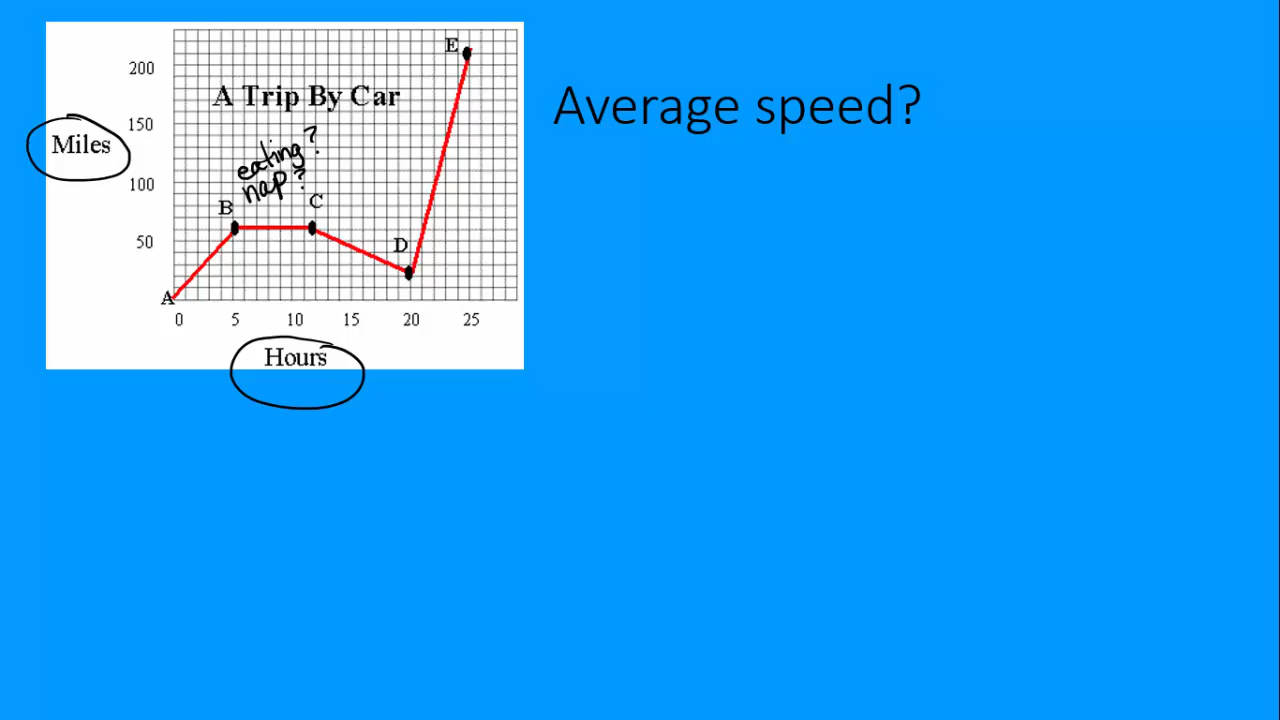 E
200
A Trip By Car
Average speed?
150
Miles
eating?
100
nap?
B
C
50
D
A
0 5 10 15 20 25
Hours